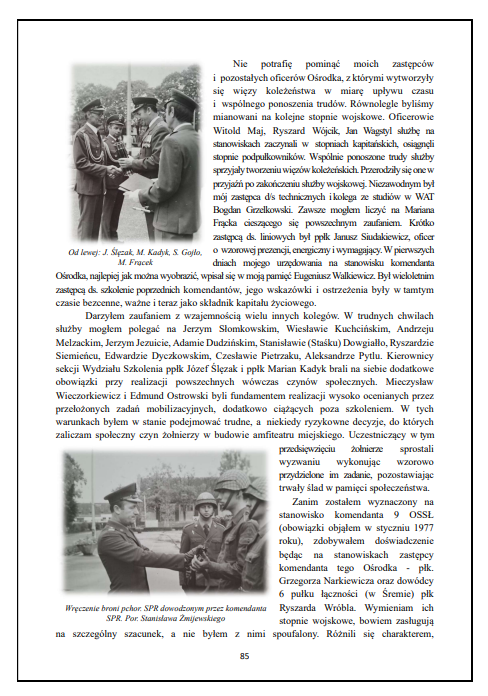 Nie potrafię pominąć moich zastępców
i pozostałych oficerów Ośrodka, z którymi wytworzyły
się więzy koleżeństwa w miarę upływu czasu
i wspólnego ponoszenia trudów. Równolegle byliśmy
mianowani na kolejne stopnie wojskowe. Oficerowie
Witold Maj, Ryszard Wójcik, Jan Wagstyl służbę na
stanowiskach zaczynali w stopniach kapitańskich, osiągnęli
stopnie podpułkowników. Wspólnie ponoszone trudy służby
sprzyjały tworzeniu więzów koleżeńskich. Przerodziły się one w
przyjaźń po zakończeniu służby wojskowej. Niezawodnym był
mój zastępca d/s technicznych i kolega ze studiów w WAT
Bogdan Grzelkowski. Zawsze mogłem liczyć na Mariana
Frącka cieszącego się powszechnym zaufaniem. Krótko
zastępcą ds. liniowych był ppłk Janusz Siudakiewicz, oficer
o wzorowej prezencji, energiczny i wymagający. W pierwszych
dniach mojego urzędowania na stanowisku komendanta
Od lewej: J. Ślęzak, M. Kadyk, S. Gojło,
M. Frącek
Ośrodka, najlepiej jak można wyobrazić, wpisał się w moją pamięć Eugeniusz Walkiewicz. Był wieloletnim
zastępcą ds. szkolenie poprzednich komendantów, jego wskazówki i ostrzeżenia były w tamtym
czasie bezcenne, ważne i teraz jako składnik kapitału życiowego.
Darzyłem zaufaniem z wzajemnością wielu innych kolegów. W trudnych chwilach
służby mogłem polegać na Jerzym Słomkowskim, Wiesławie Kuchcińskim, Andrzeju
Melzackim, Jerzym Jezuicie, Adamie Dudzińskim, Stanisławie (Staśku) Dowgiałło, Ryszardzie
Siemieńcu, Edwardzie Dyczkowskim, Czesławie Pietrzaku, Aleksandrze Pytlu. Kierownicy
sekcji Wydziału Szkolenia ppłk Józef Ślęzak i ppłk Marian Kadyk brali na siebie dodatkowe
obowiązki przy realizacji powszechnych wówczas czynów społecznych. Mieczysław
Wieczorkiewicz i Edmund Ostrowski byli fundamentem realizacji wysoko ocenianych przez
przełożonych zadań mobilizacyjnych, dodatkowo ciążących poza szkoleniem. W tych
warunkach byłem w stanie podejmować trudne, a niekiedy ryzykowne decyzje, do których
zaliczam społeczny czyn żołnierzy w budowie amfiteatru miejskiego. Uczestniczący w tym
przedsięwzięciu żołnierze sprostali
wyzwaniu wykonując wzorowo
przydzielone im zadanie, pozostawiając
trwały ślad w pamięci społeczeństwa.
Zanim zostałem wyznaczony na
stanowisko komendanta 9 OSSŁ
(obowiązki objąłem w styczniu 1977
roku), zdobywałem doświadczenie
będąc na stanowiskach zastępcy
komendanta tego Ośrodka - płk.
Grzegorza Narkiewicza oraz dowódcy
6 pułku łączności (w Śremie) płk
Ryszarda Wróbla. Wymieniam ich
stopnie wojskowe, bowiem zasługują
Wręczenie broni pchor. SPR dowodzonym przez komendanta
SPR. Por. Stanisława Żmijewskiego
na szczególny szacunek, a nie byłem z nimi spoufalony. Różnili się charakterem,
85